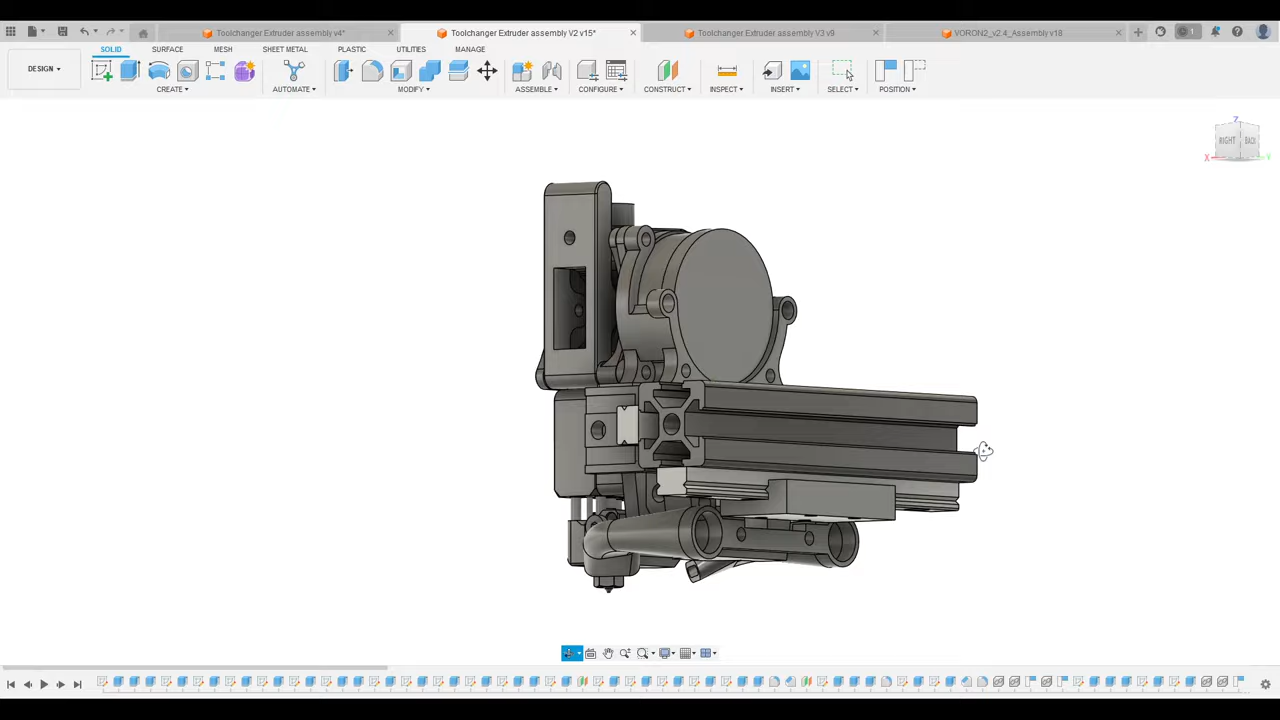 Toolchanger Extruder assembly v4*
Toolchanger Extruder assembly V2 v15*
Toolchanger Extruder assembly V3 v9
VORON2_v2.4_Assembly v18
1
SOLID
SURFACE
MESH
SHEET METAL
PLASTIC
UTILITIES
MANAGE
DESIGN
CREATE
AUTOMATE
MODIFY
ASSEMBLE
CONFIGURE
CONSTRUCT
INSPECT
INSERT
SELECT
POSITION
Z
RIGHT
BACK
X
Y